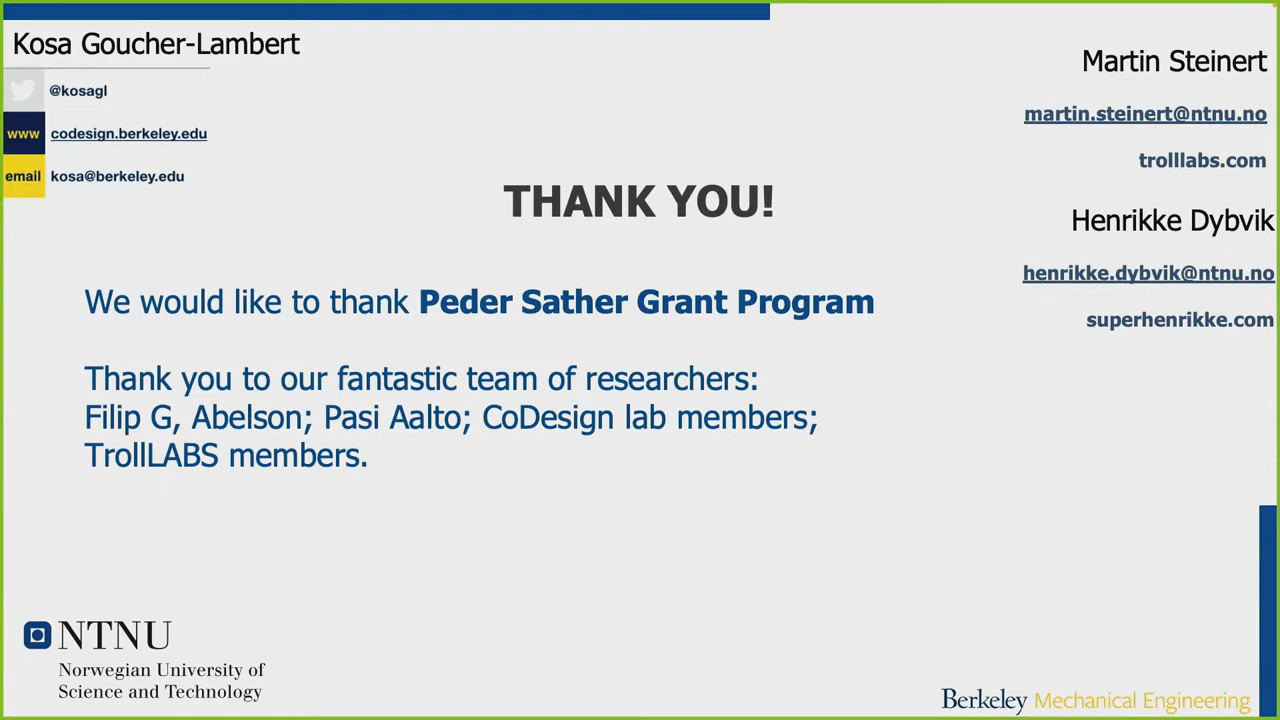 Kosa Goucher-Lambert
@kosagl
www codesign.berkeley.edu
email kosa@berkeley.edu
Martin Steinert
martin.steinert@ntnu.no
trolllabs.com
Henrikke Dybvik
henrikke.dybvik@ntnu.no
superhenrikke.com
THANK YOU!
We would like to thank Peder Sather Grant Program
Thank you to our fantastic team of researchers:
Filip G, Abelson; Pasi Aalto; CoDesign lab members;
TrollLABS members.
NTNU
Norwegian University of
Science and Technology
Berkeley Mechanical Engineering